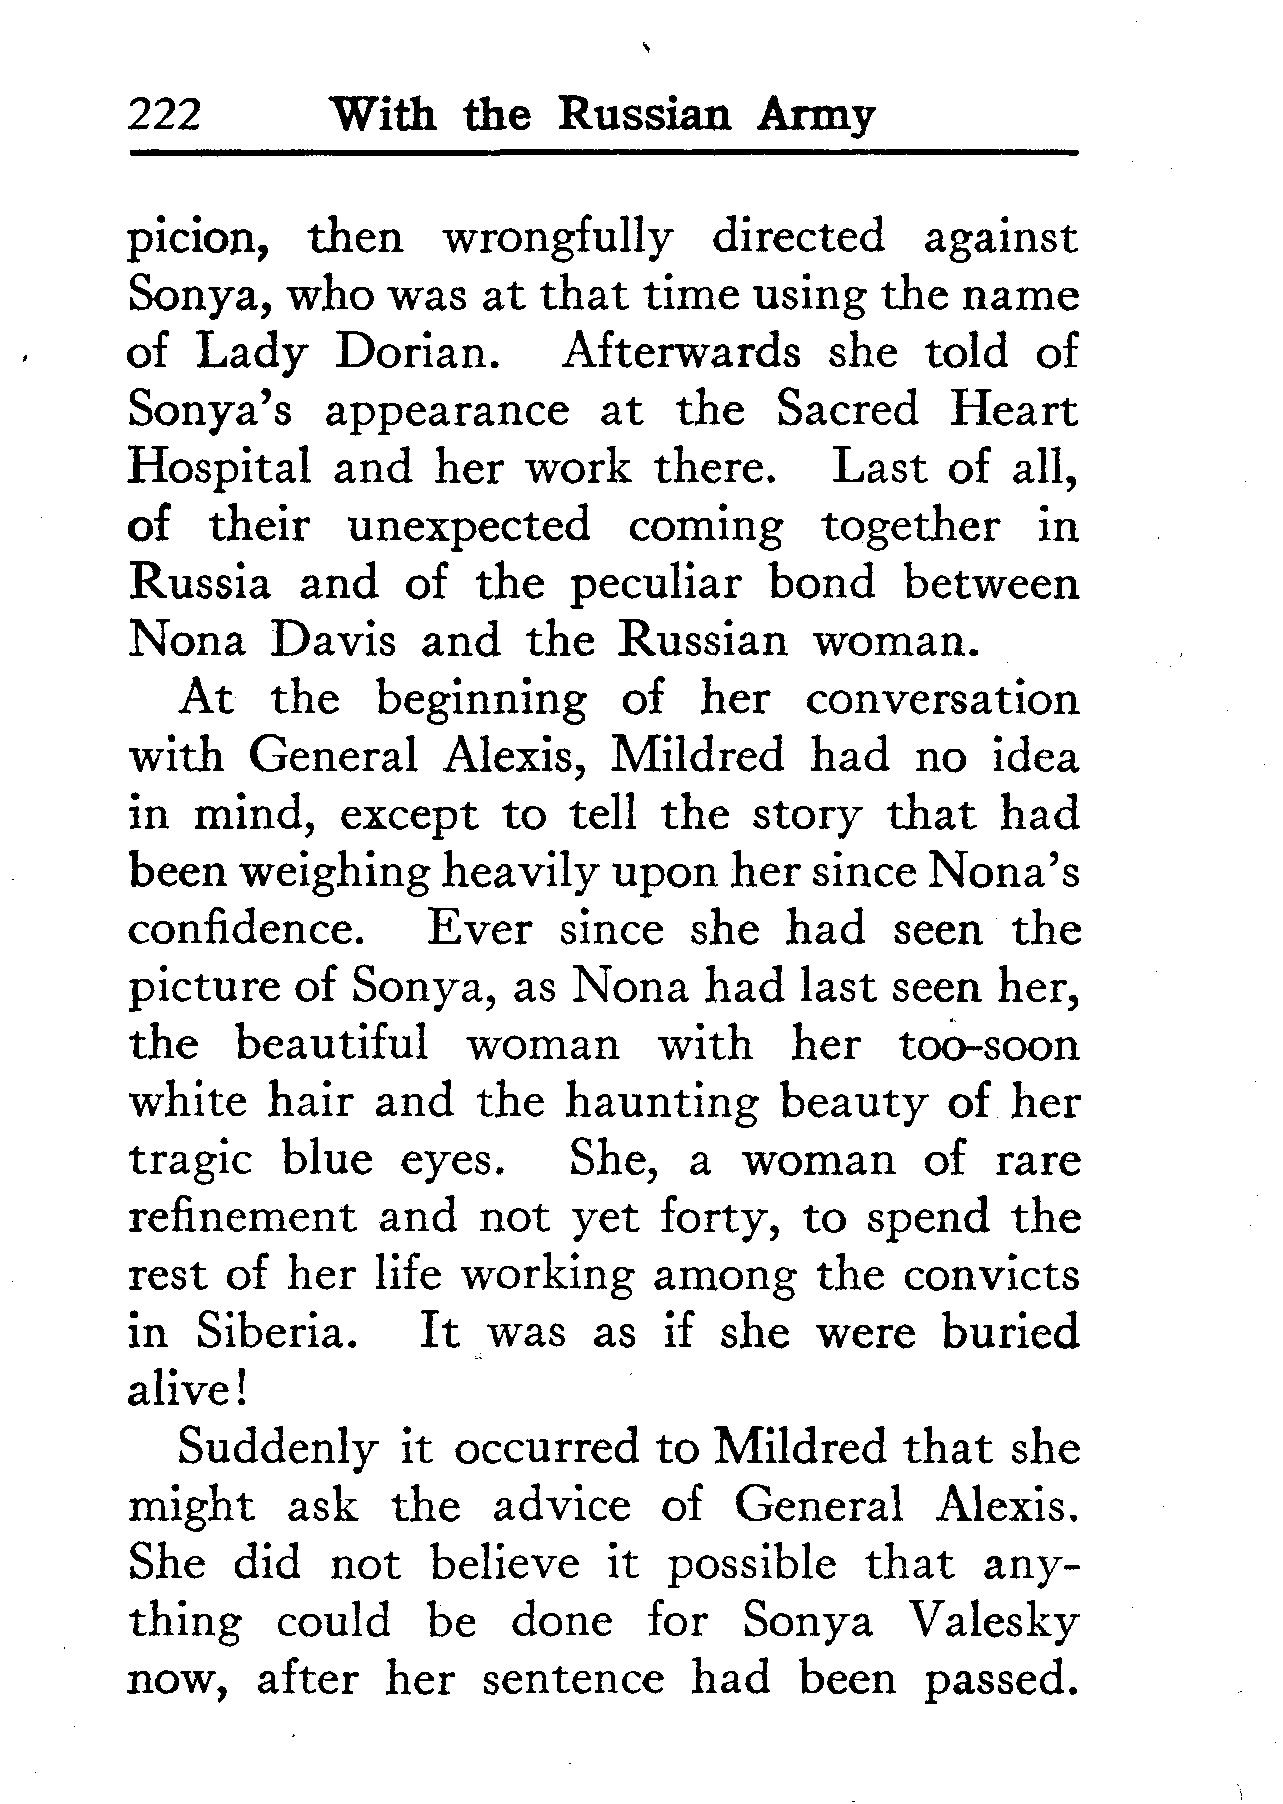 222 With the Russian Army
picion, then wrongfully directed against
Sonya, who was at that time using the name
of Lady Dorian. Afterwards she told of
Sonya's appearance at the Sacred Heart
Hospital and her work there. Last of all,
of their unexpected coming together in
Russia and of the peculiar bond between
Nona Davis and the Russian woman.
At the beginning of her conversation
with General Alexis, Mildred had no idea
in mind, except to tell the story that had
been weighing heavily upon her since Nona's
confidence. Ever since she had seen the
picture of Sonya, as Nona had last seen her,
the beautiful woman with her too-soon
white hair and the haunting beauty of her
tragic blue eyes. She, a woman of rare
refinement and not yet forty, to spend the
rest of her life working among the convicts
in Siberia. It was as if she were buried
alive!
Suddenly it occurred to Mildred that she
might ask the advice of General Alexis.
She did not believe it possible that any-
thing could be done for Sonya Valesky
now, after her sentence had been passed.